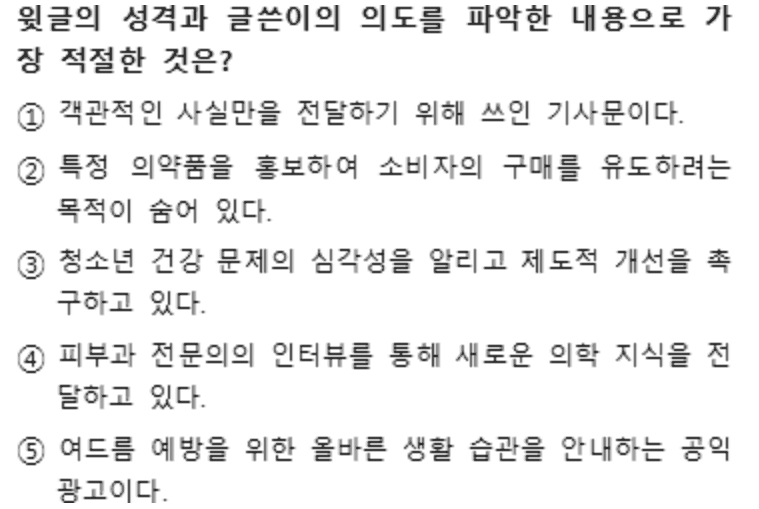 윗글의 성격과 글쓴이의 의도를 파악한 내용으로 가
장 적절한 것은?
① 객관적인 사실만을 전달하기 위해 쓰인 기사문이다.
② 특정 의약품을 홍보하여 소비자의 구매를 유도하려는
목적이 숨어 있다.
③ 청소년 건강 문제의 심각성을 알리고 제도적 개선을 촉
구하고 있다.
④ 피부과 전문의의 인터뷰를 통해 새로운 의학 지식을 전
달하고 있다.
⑤ 여드름 예방을 위한 올바른 생활 습관을 안내하는 공익
광고이다.